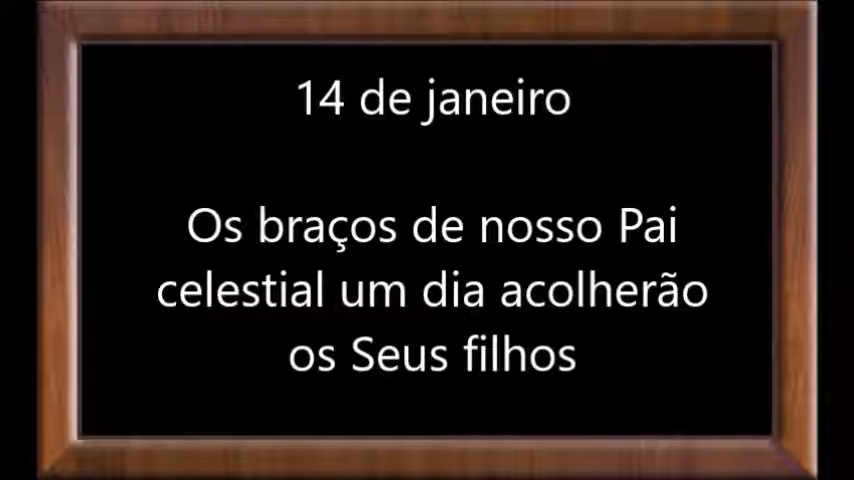 14 de janeiro
Os braços de nosso Pai
celestial um dia acolherão
os Seus filhos